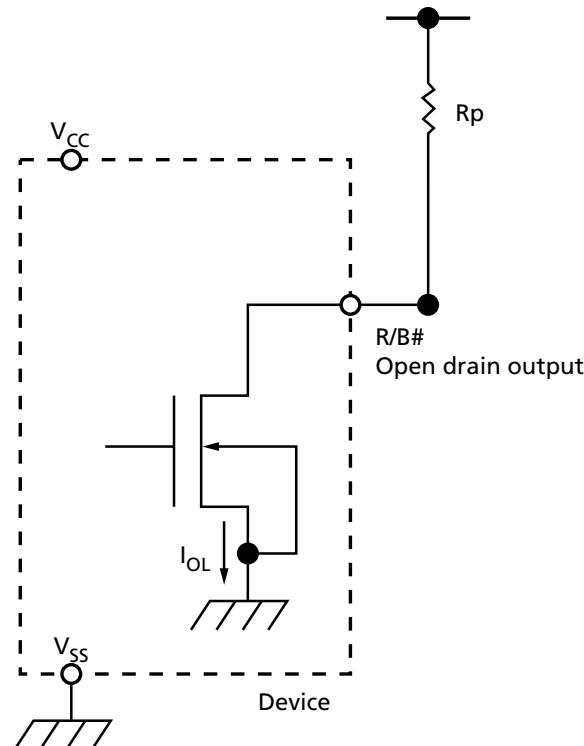 Rp
V_CC
R/B#
Open drain output
I_OL
V_SS
Device